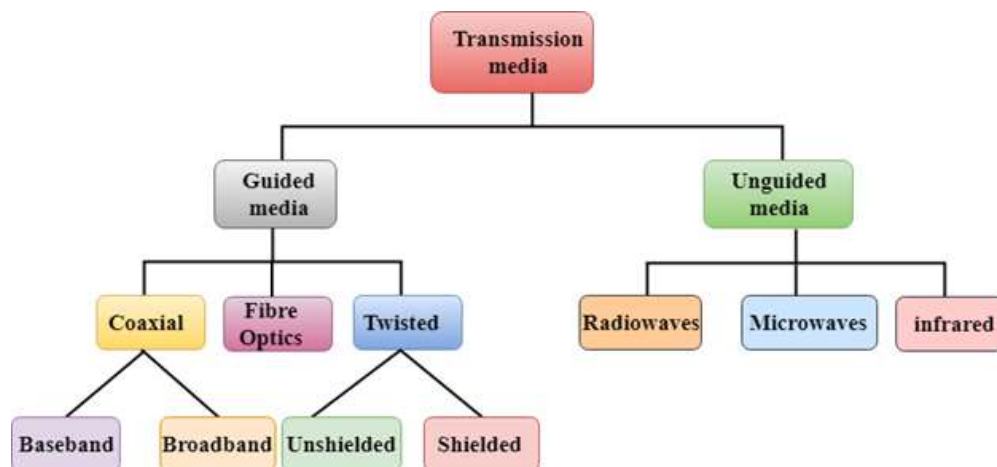 Transmission
media
Guided
media
Unguided
media
Coaxial
Fibre
Optics
Twisted
Radiowaves
Microwaves
infrared
Baseband
Broadband
Unshielded
Shielded